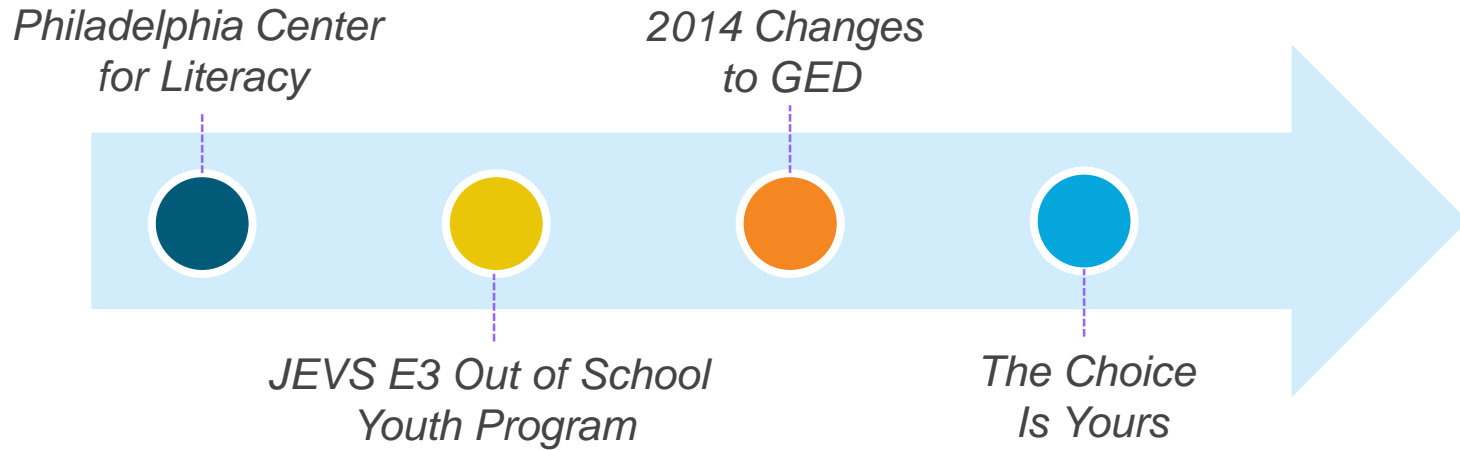 Philadelphia Center
for Literacy
JEVS E3 Out of School
Youth Program
2014 Changes
to GED
The Choice
Is Yours